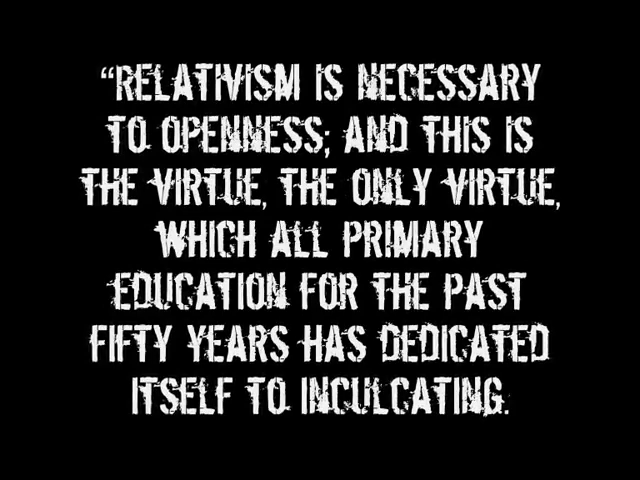 “RELATIVISM IS NECESSARY
TO OPENNESS; AND THIS IS
THE VIRTUE, THE ONLY VIRTUE,
WHICH ALL PRIMARY
EDUCATION FOR THE PAST
FIFTY YEARS HAS DEDICATED
ITSELF TO INCULCATING.